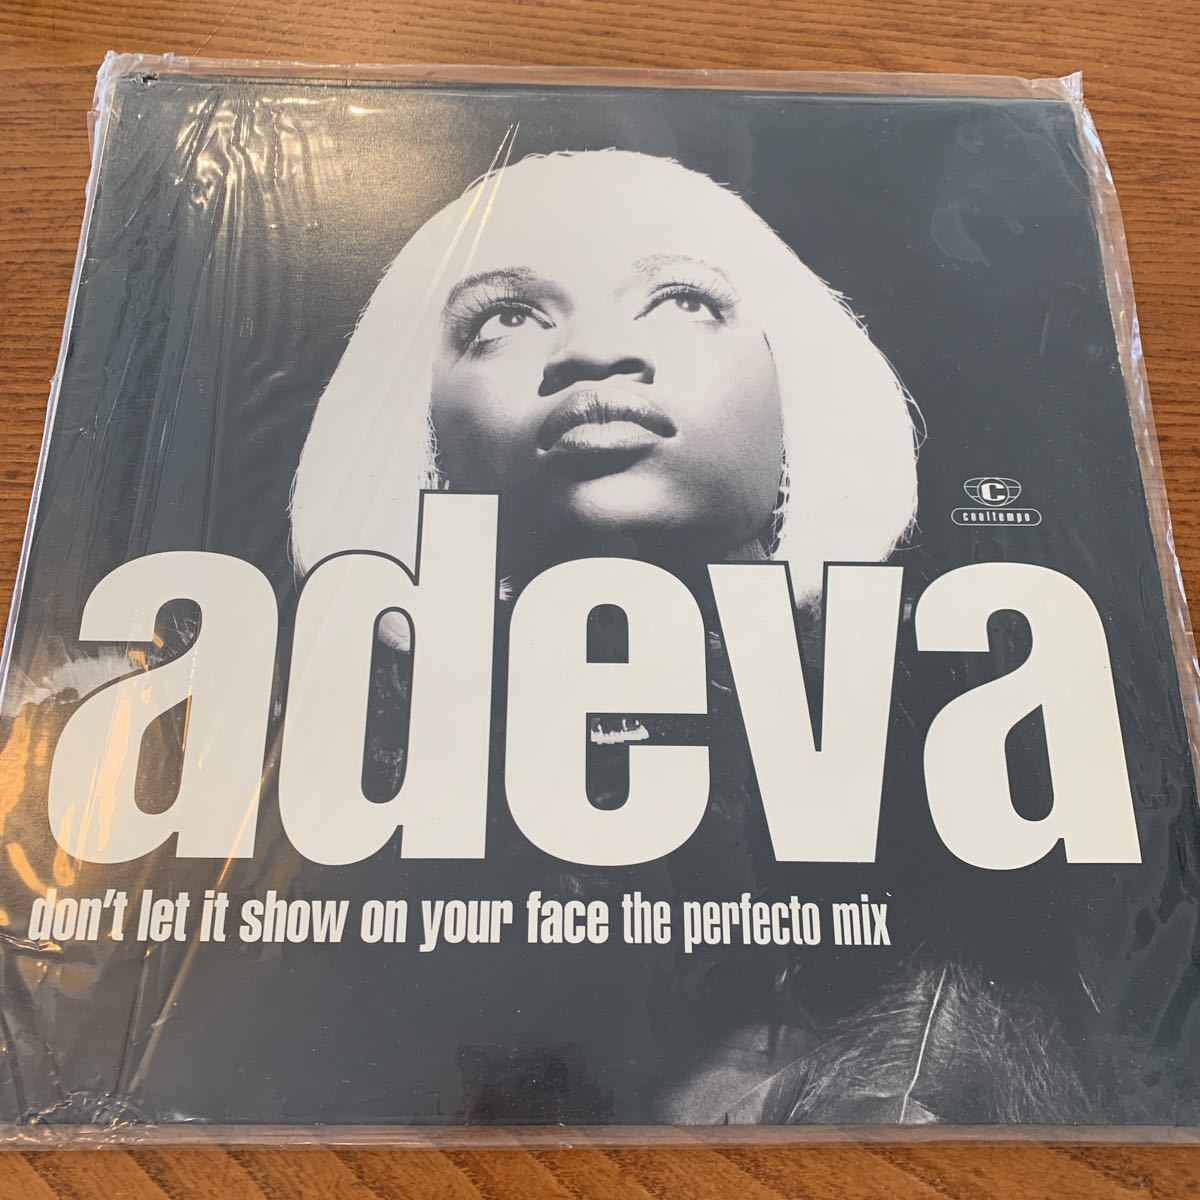 C
cooltempo
adeva
don't let it show on your face the perfecto mix